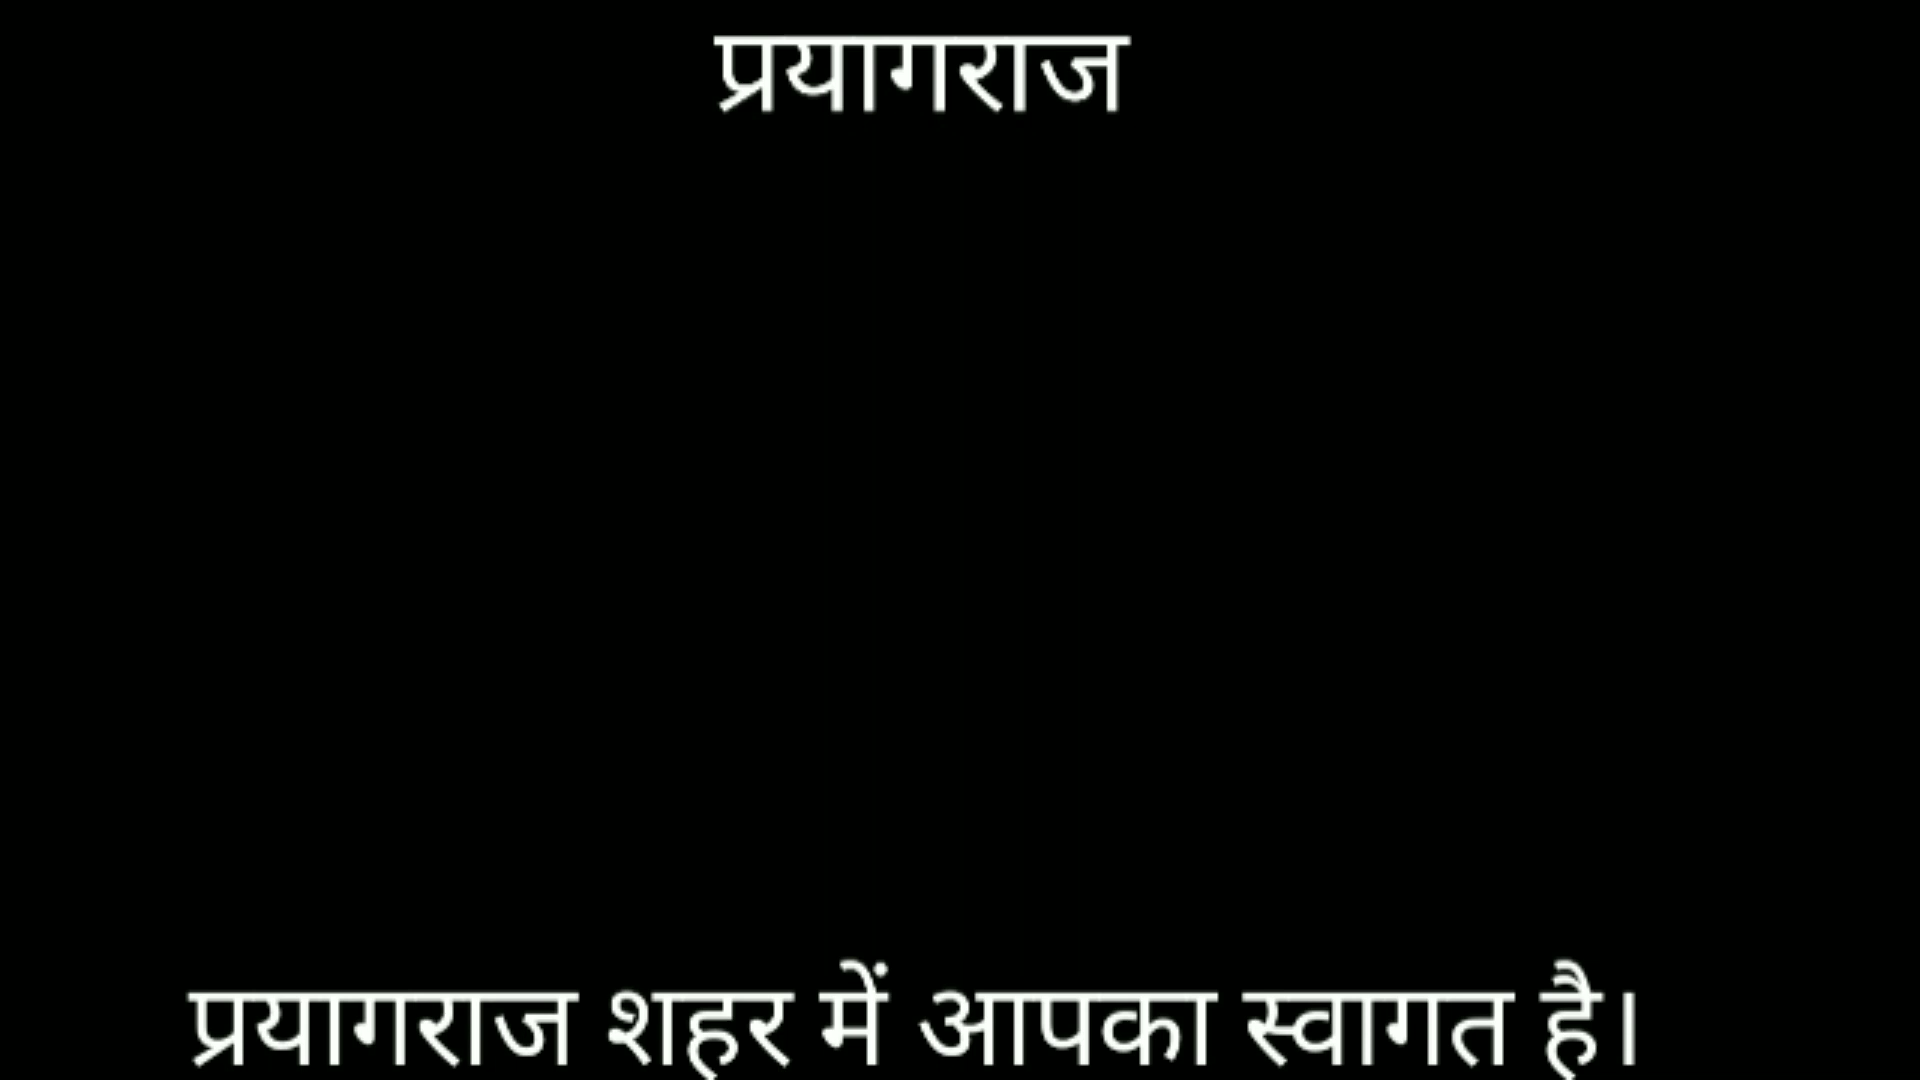 प्रयागराज
प्रयागराज शहर में आपका स्वागत है।